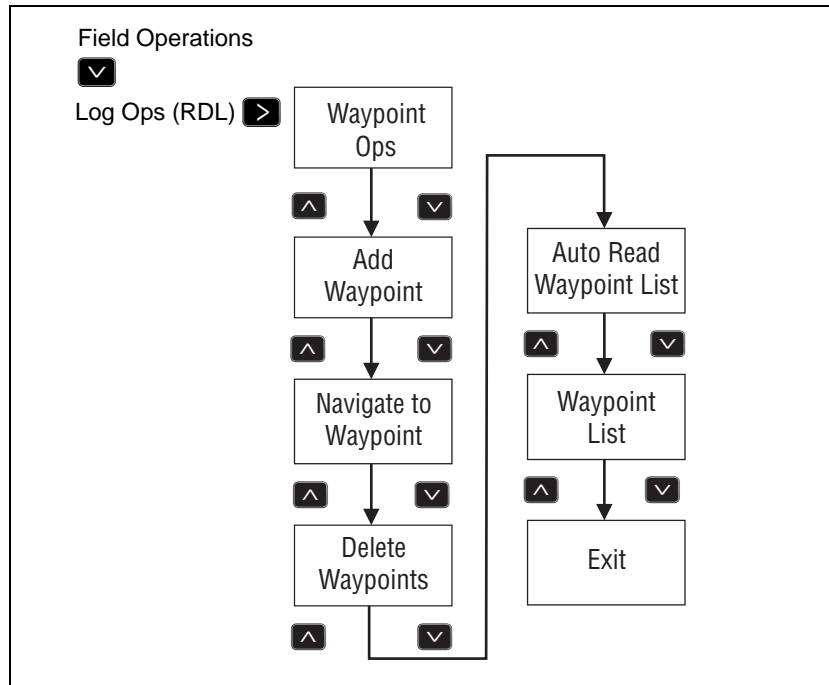 Field Operations
Log Ops (RDL)
Waypoint
Ops
Add
Waypoint
Navigate to
Waypoint
Delete
Waypoints
Auto Read
Waypoint List
Waypoint
List
Exit